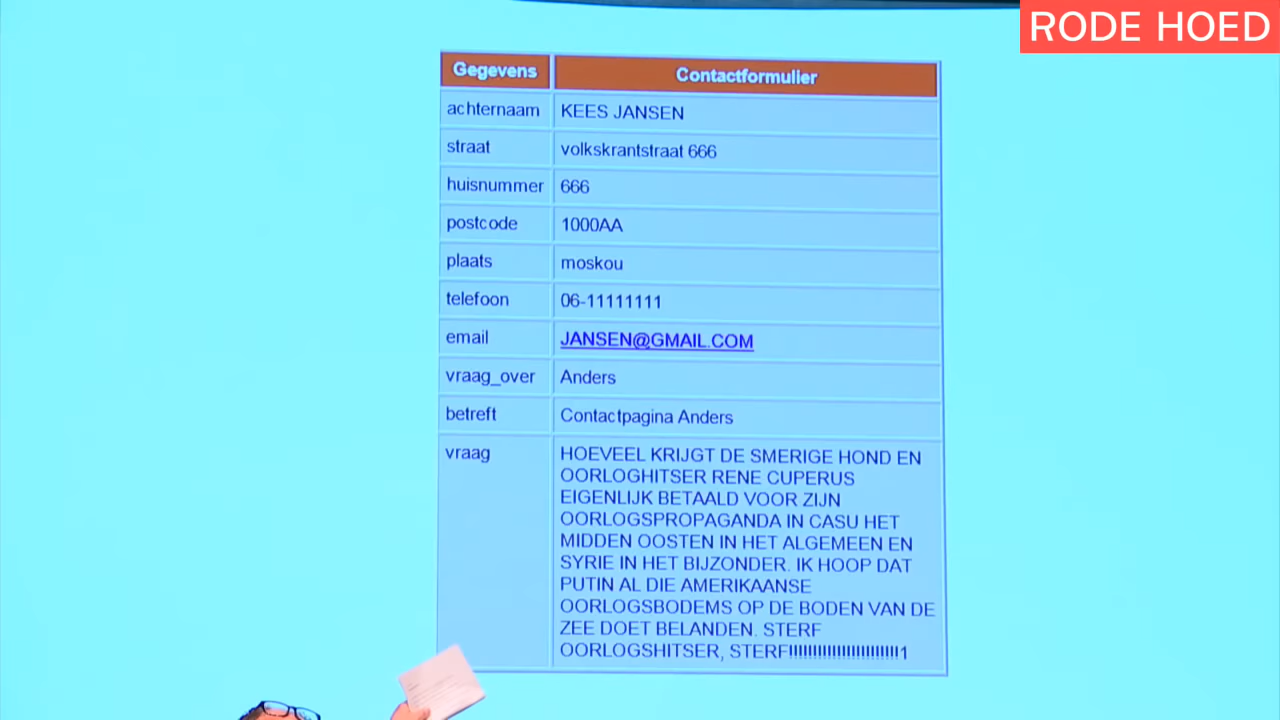 RODE HOED
Gegevens Contactformulier
achternaam KEES JANSEN
straat volkskrantstraat 666
huisnummer 666
postcode 1000AA
plaats moskou
telefoon 06-11111111
email JANSEN@GMAIL.COM
vraag_over Anders
betreft Contactpagina Anders
vraag HOEVEEL KRIJGT DE SMERIGE HOND EN
OORLOGHITSER RENE CUPERUS
EIGENLIJK BETAALD VOOR ZIJN
OORLOGSPROPAGANDA IN CASU HET
MIDDEN OOSTEN IN HET ALGEMEEN EN
SYRIE IN HET BIJZONDER. IK HOOP DAT
PUTIN AL DIE AMERIKAANSE
OORLOGSBODEMS OP DE BODEN VAN DE
ZEE DOET BELANDEN. STERF
OORLOGSHITSER, STERF!!!!!!!!!!!!!!!!!!!!!!!1